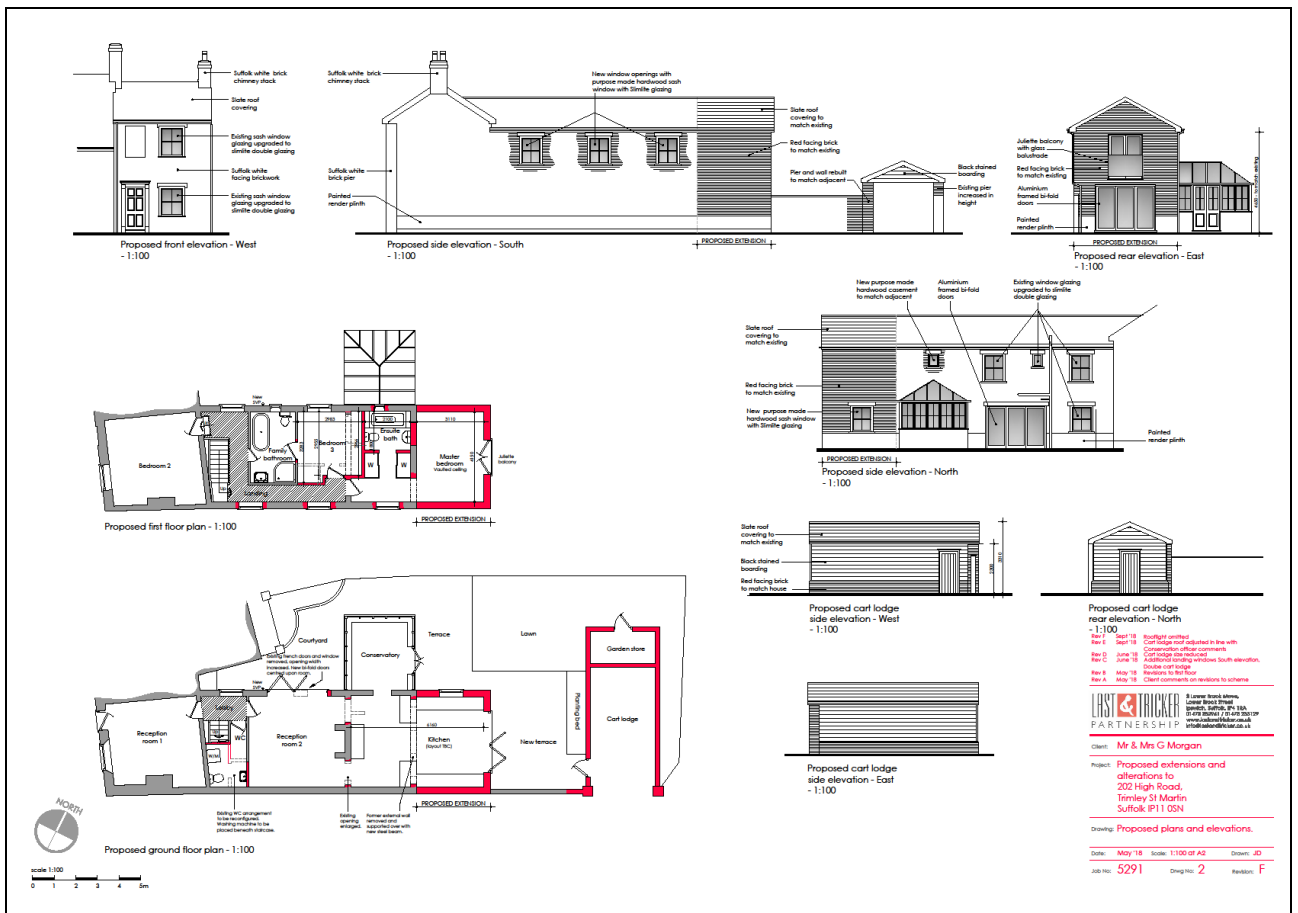 Suffolk white brick
chimney stack
Slate roof
covering
Existing sash window
glazing upgraded to
slimlite double glazing
Suffolk white
facing brickwork
Existing sash window
glazing upgraded to
slimlite double glazing
Proposed front elevation - West
- 1:100
Suffolk white brick
chimney stack
New window openings with
purpose made hardwood sash
window with Slimlite glazing
Slate roof
covering to
match existing
Red facing brick
to match existing
Suffolk white
brick pier
Painted
render plinth
Pier and wall rebuilt
to match adjacent
Black stained
boarding
Existing pier
increased in
height
PROPOSED EXTENSION
Proposed side elevation - South
- 1:100
Juliette balcony
with glass
balustrade
Red facing brick
to match existing
Aluminium
framed bi-fold
doors
Painted
render plinth
PROPOSED EXTENSION
Proposed rear elevation - East
- 1:100
New purpose made
hardwood casement
to match adjacent
Aluminium
framed bi-fold
doors
Existing window glazing
upgraded to slimlite
double glazing
Slate roof
covering to
match existing
Red facing brick
to match existing
New purpose made
hardwood sash window
with Slimlite glazing
Painted
render plinth
PROPOSED EXTENSION
Proposed side elevation - North
- 1:100
New
SVP
Bedroom 2
Up
Family
bathroom
Landing
2983
Bedroom
3
2100
Ensuite
bath
W
W
3110
Master
bedroom
Vaulted ceiling
Juliette
balcony
PROPOSED EXTENSION
Proposed first floor plan - 1:100
Slate roof
covering to
match existing
Black stained
boarding
Red facing brick
to match house
Proposed cart lodge
side elevation - West
- 1:100
Proposed cart lodge
rear elevation - North
- 1:100
Courtyard
Existing french doors and window
removed, opening width
increased. New bi-fold doors
centred upon room.
New
SVP
Conservatory
Terrace
Lawn
Garden store
Planting bed
Cart lodge
Lobby
Reception
room 1
WC
W/M
Reception
room 2
6160
Kitchen
(layout TBC)
New terrace
PROPOSED EXTENSION
Existing WC arrangement
to be reconfigured.
Washing machine to be
placed beneath staircase.
Existing
opening
enlarged.
Former external wall
removed and
supported over with
new steel beam.
NORTH
Proposed ground floor plan - 1:100
scale 1:100
0 1 2 3 4 5m
Proposed cart lodge
side elevation - East
- 1:100
Rev F Sept '18 Rooflight omitted
Rev E Sept '18 Cart lodge roof adjusted in line with
Conservation officer comments
Rev D June '18 Cart lodge size reduced
Rev C June '18 Additional landing windows South elevation.
Double cart lodge
Rev B May '18 Revisions to first floor
Rev A May '18 Client comments on revisions to scheme
LAST & TRICKER
PARTNERSHIP
Lower Brook Street
Client: Mr & Mrs G Morgan
Project: Proposed extensions and
alterations to
202 High Road,
Trimley St Martin
Suffolk IP11 0SN
Drawing: Proposed plans and elevations.
Date: May '18 Scale: 1:100 at A2 Drawn: JD
Job No: 5291 Drwg No: 2 Revision: F